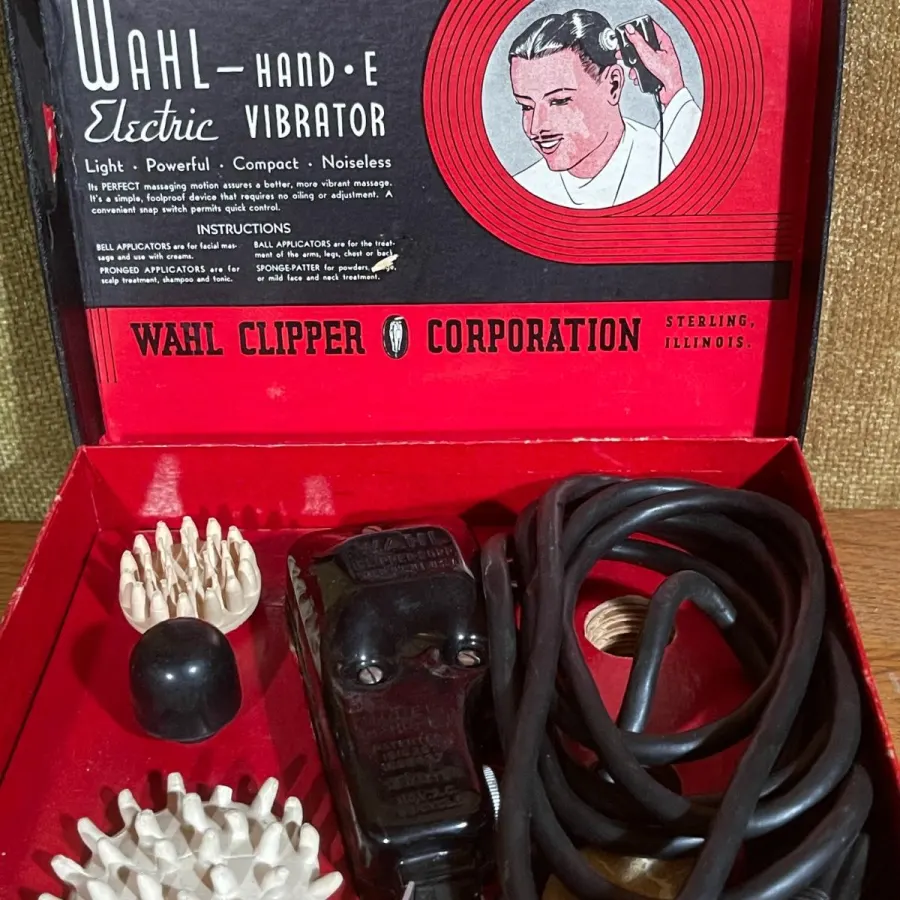 WAHL – HAND·E
Electric VIBRATOR
Light · Powerful · Compact · Noiseless
Its PERFECT massaging motion assures a better, more vibrant massage.
It's a simple, foolproof device that requires no oiling or adjustment. A
convenient snap switch permits quick control.
INSTRUCTIONS
BELL APPLICATORS are for facial mas-
sage and use with creams.
PRONGED APPLICATORS are for
scalp treatment, shampoo and tonic.
BALL APPLICATORS are for the treat-
ment of the arms, legs, chest or back
SPONGE-PATTER for powders,
or mild face and neck treatment.
WAHL CLIPPER CORPORATION
STERLING,
ILLINOIS.
WAHL
CLIPPER CORP.